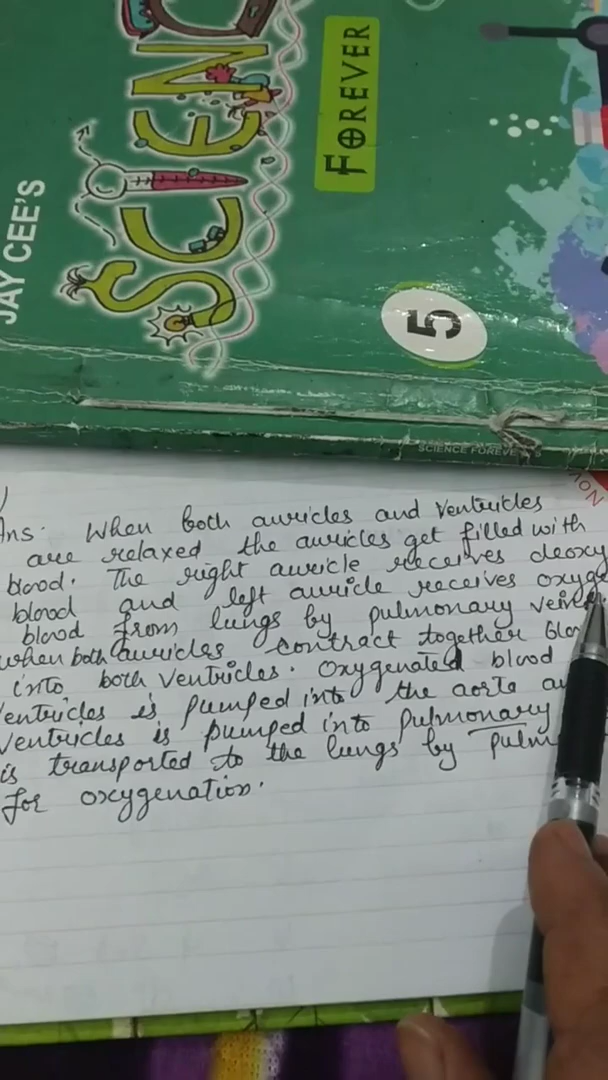 JAY CEE'S
SCIENCE
FOREVER
5
SCIENCE FOREVE
Ans. When both auricles and Ventricles
are relaxed the auricles get filled with
blood. The right auricle receives deoxy
blood and left auricle receives oxyge
blood from lungs by pulmonary vein
when both auricles contract together blo
into both ventricles. Oxygenated blood
entricles is pumped into the aorta a
ventricles is pumped into pulmonary
is transported to the lungs by pulm
for oxygenation.